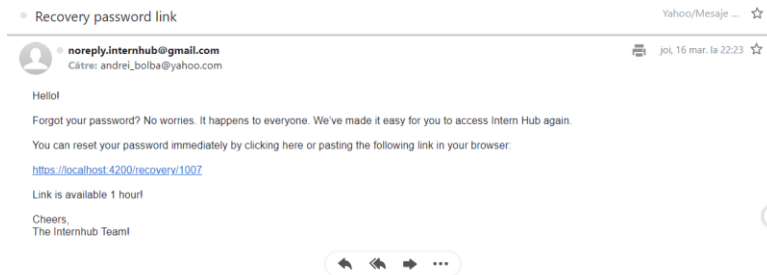 Recovery password link
Yahoo/Mesaje ...
noreply.internhub@gmail.com
joi, 16 mar. la 22:23
Către: andrei_bolba@yahoo.com
Hello!
Forgot your password? No worries. It happens to everyone. We've made it easy for you to access Intern Hub again.
You can reset your password immediately by clicking here or pasting the following link in your browser:
https://localhost:4200/recovery/1007
Link is available 1 hour!
Cheers,
The Internhub Team!